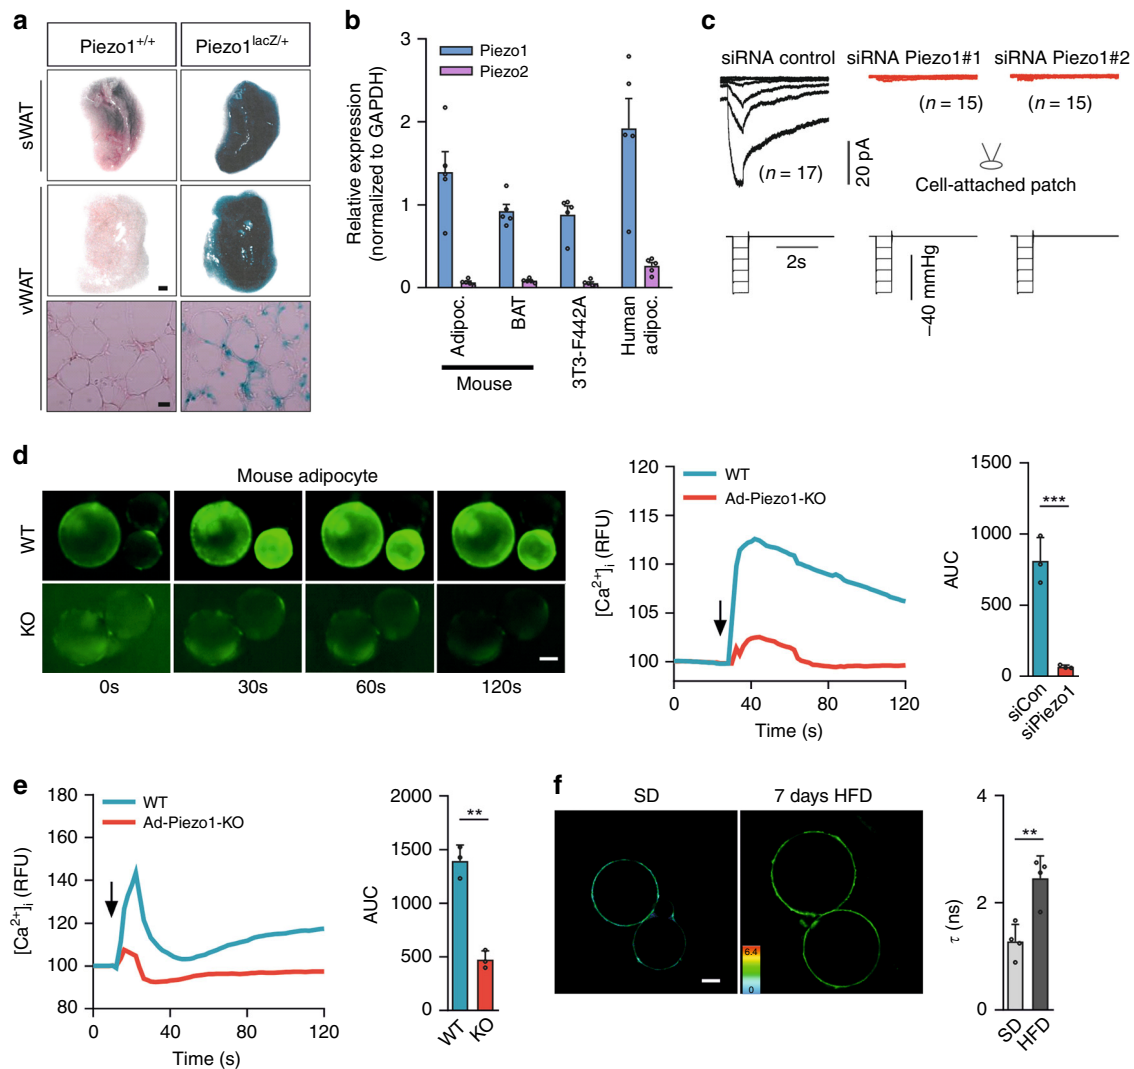 a
Piezo1+/+
Piezo1lacZ/+
sWAT
vWAT
b
Relative expression
(normalized to GAPDH)
3
2
1
0
Piezo1
Piezo2
Adipoc.
BAT
3T3-F442A
Human
adipoc.
Mouse
c
siRNA control
siRNA Piezo1#1
siRNA Piezo1#2
(n = 17)
(n = 15)
(n = 15)
20 pA
Cell-attached patch
2s
−40 mmHg
d
Mouse adipocyte
WT
KO
0s
30s
60s
120s
[Ca2+]i (RFU)
120
115
110
105
100
WT
Ad-Piezo1-KO
0
40
80
120
Time (s)
AUC
1500
1000
500
0
***
siCon
siPiezo1
e
[Ca2+]i (RFU)
180
160
140
120
100
80
WT
Ad-Piezo1-KO
0
40
80
120
Time (s)
AUC
2000
1500
1000
500
0
**
WT
KO
f
SD
7 days HFD
6.4
0
τ (ns)
4
2
0
**
SD
HFD